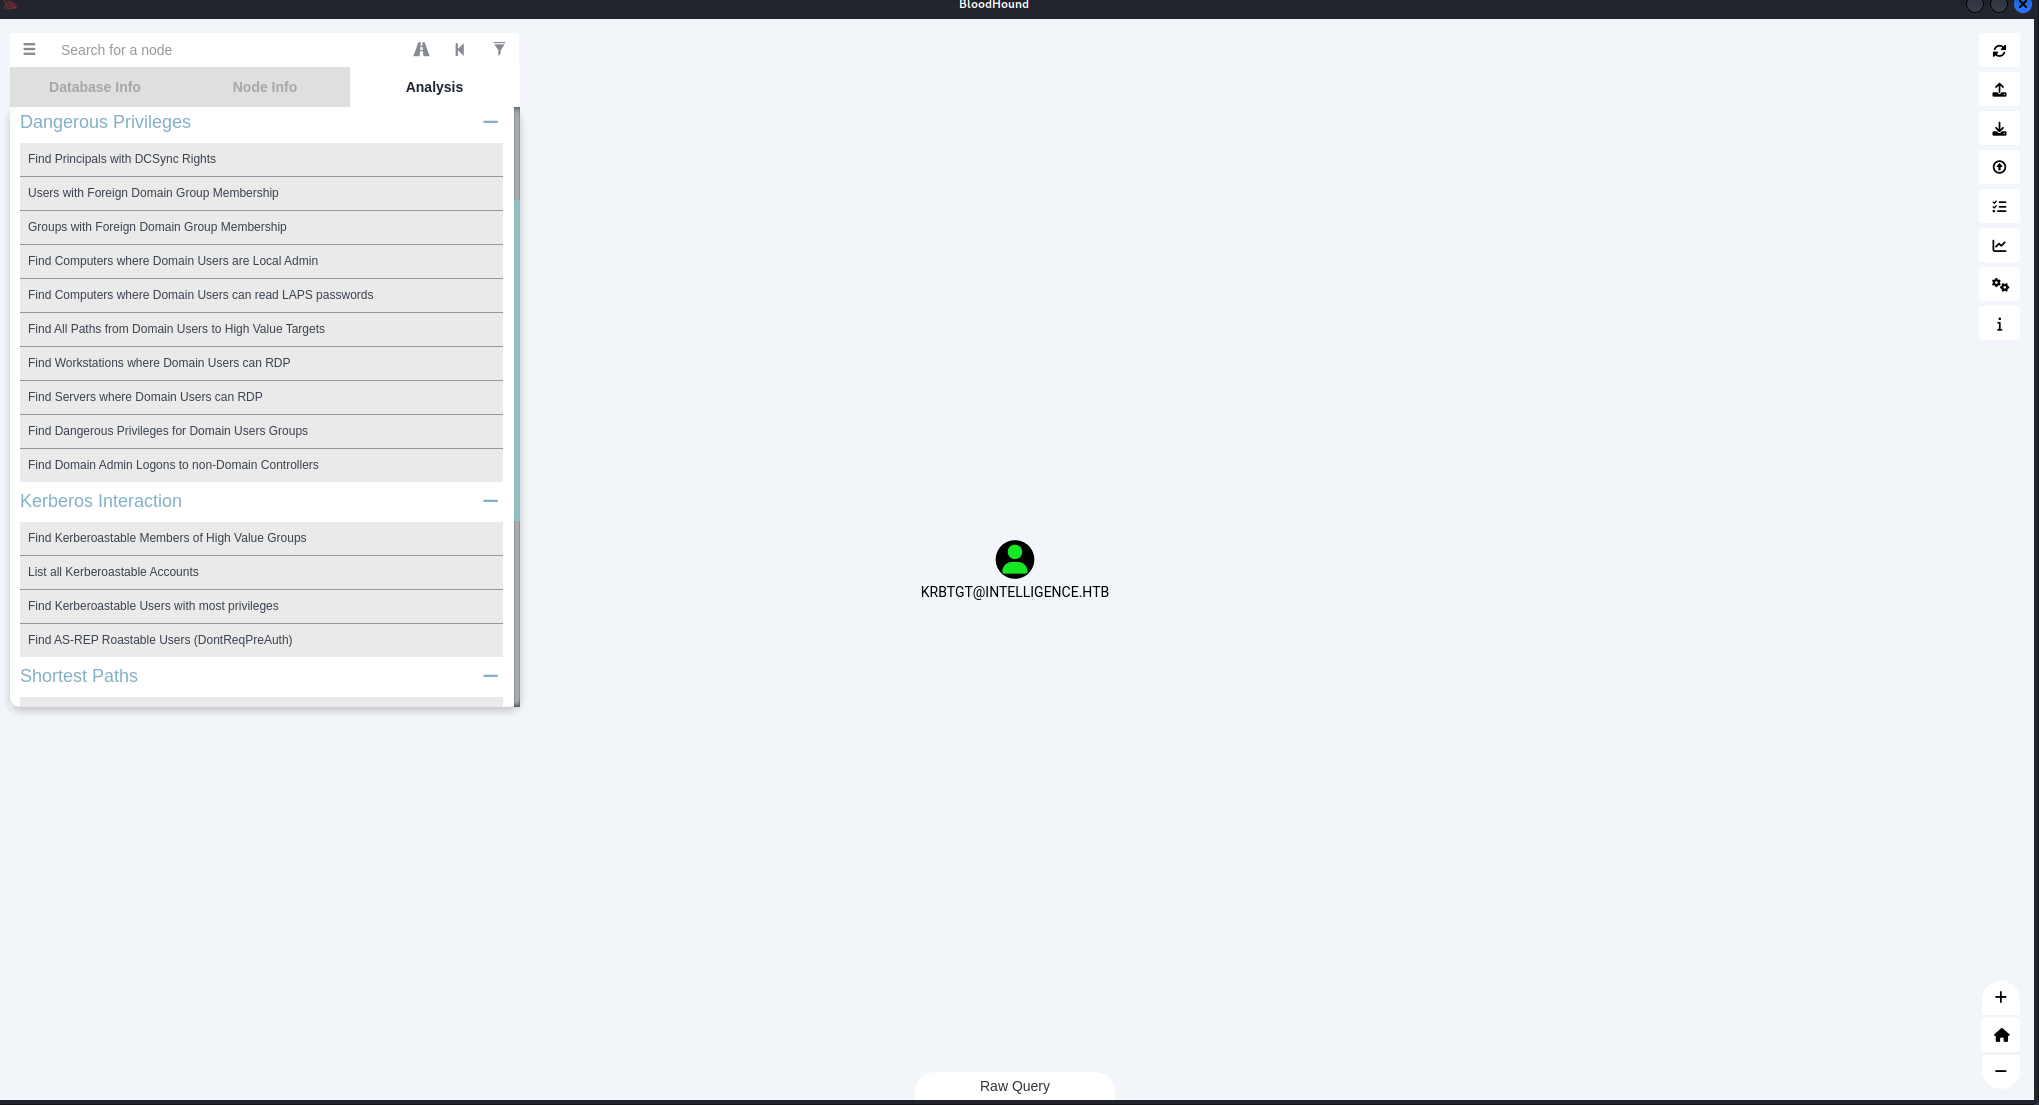 BloodHound
Search for a node
Database Info
Node Info
Analysis
Dangerous Privileges
Find Principals with DCSync Rights
Users with Foreign Domain Group Membership
Groups with Foreign Domain Group Membership
Find Computers where Domain Users are Local Admin
Find Computers where Domain Users can read LAPS passwords
Find All Paths from Domain Users to High Value Targets
Find Workstations where Domain Users can RDP
Find Servers where Domain Users can RDP
Find Dangerous Privileges for Domain Users Groups
Find Domain Admin Logons to non-Domain Controllers
Kerberos Interaction
Find Kerberoastable Members of High Value Groups
List all Kerberoastable Accounts
Find Kerberoastable Users with most privileges
Find AS-REP Roastable Users (DontReqPreAuth)
Shortest Paths
KRBTGT@INTELLIGENCE.HTB
Raw Query